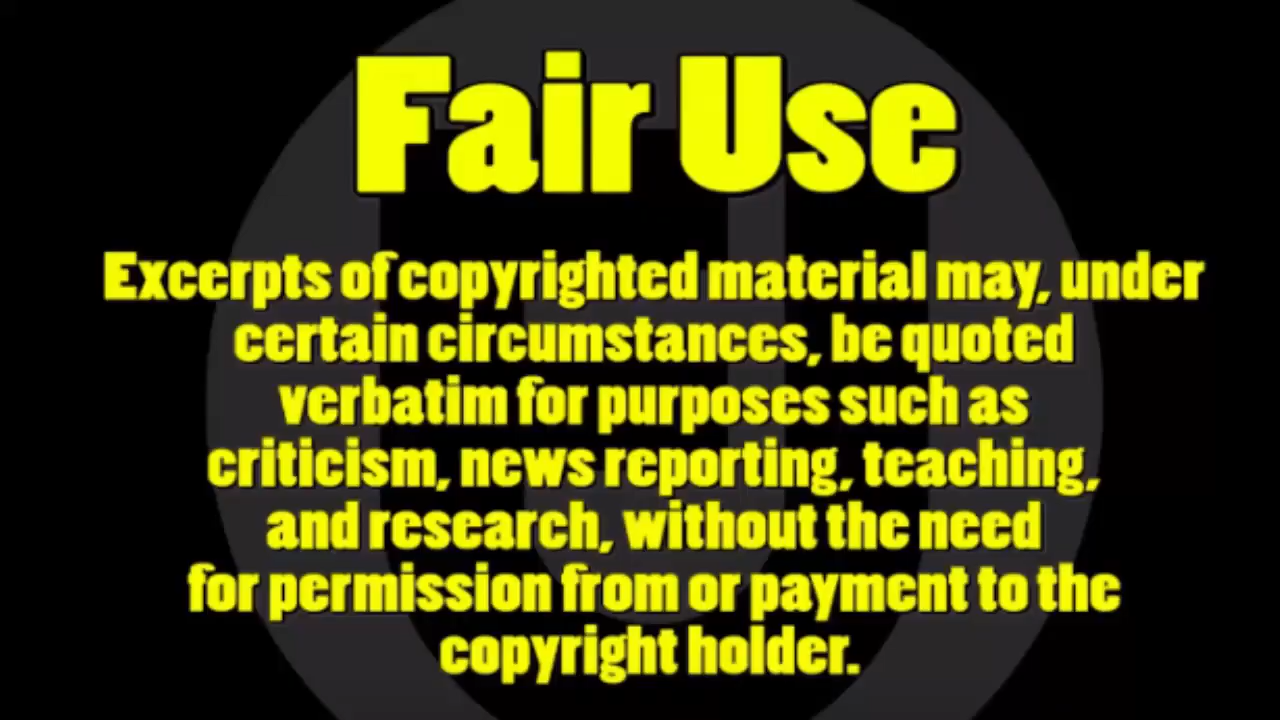 Fair Use
Excerpts of copyrighted material may, under
certain circumstances, be quoted
verbatim for purposes such as
criticism, news reporting, teaching,
and research, without the need
for permission from or payment to the
copyright holder.